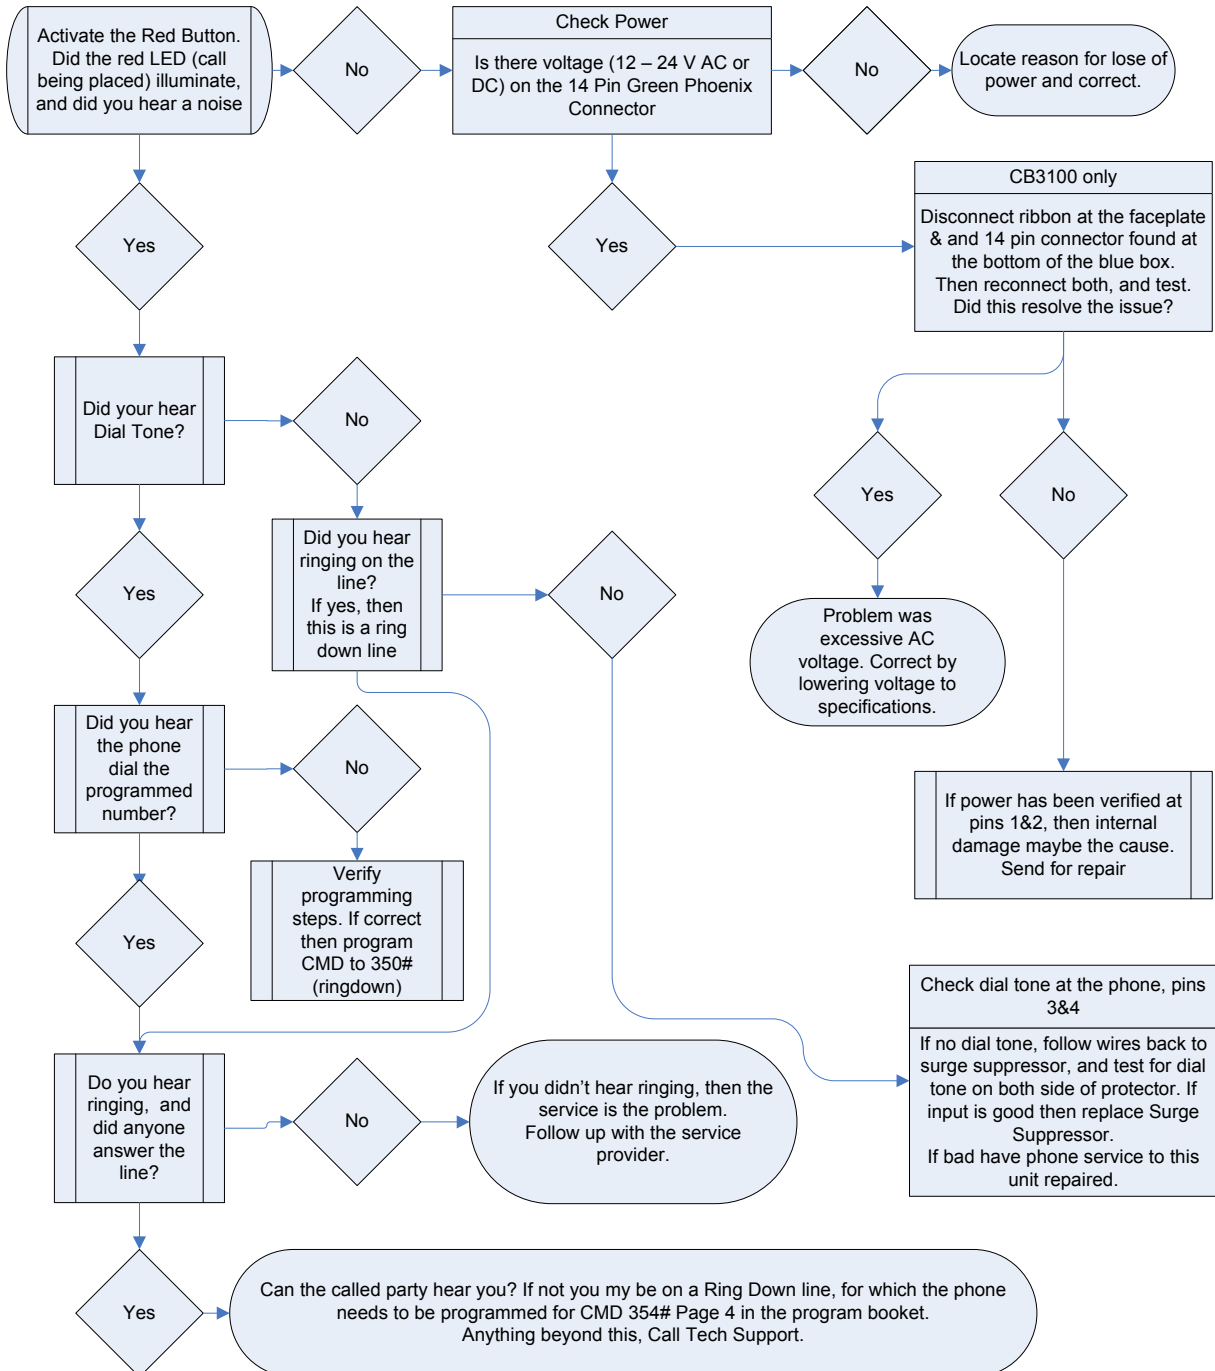 Activate the Red Button.
Did the red LED (call
being placed) illuminate,
and did you hear a noise
No
Check Power
Is there voltage (12 – 24 V AC or
DC) on the 14 Pin Green Phoenix
Connector
No
Locate reason for lose of
power and correct.
Yes
Yes
CB3100 only
Disconnect ribbon at the faceplate
& and 14 pin connector found at
the bottom of the blue box.
Then reconnect both, and test.
Did this resolve the issue?
Did your hear
Dial Tone?
No
Yes
No
Yes
Did you hear
ringing on the
line?
If yes, then
this is a ring
down line
No
Problem was
excessive AC
voltage. Correct by
lowering voltage to
specifications.
Did you hear
the phone
dial the
programmed
number?
No
If power has been verified at
pins 1&2, then internal
damage maybe the cause.
Send for repair
Yes
Verify
programming
steps. If correct
then program
CMD to 350#
(ringdown)
Check dial tone at the phone, pins
3&4
If no dial tone, follow wires back to
surge suppressor, and test for dial
tone on both side of protector. If
input is good then replace Surge
Suppressor.
If bad have phone service to this
unit repaired.
Do you hear
ringing, and
did anyone
answer the
line?
No
If you didn't hear ringing, then the
service is the problem.
Follow up with the service
provider.
Yes
Can the called party hear you? If not you my be on a Ring Down line, for which the phone
needs to be programmed for CMD 354# Page 4 in the program booket.
Anything beyond this, Call Tech Support.